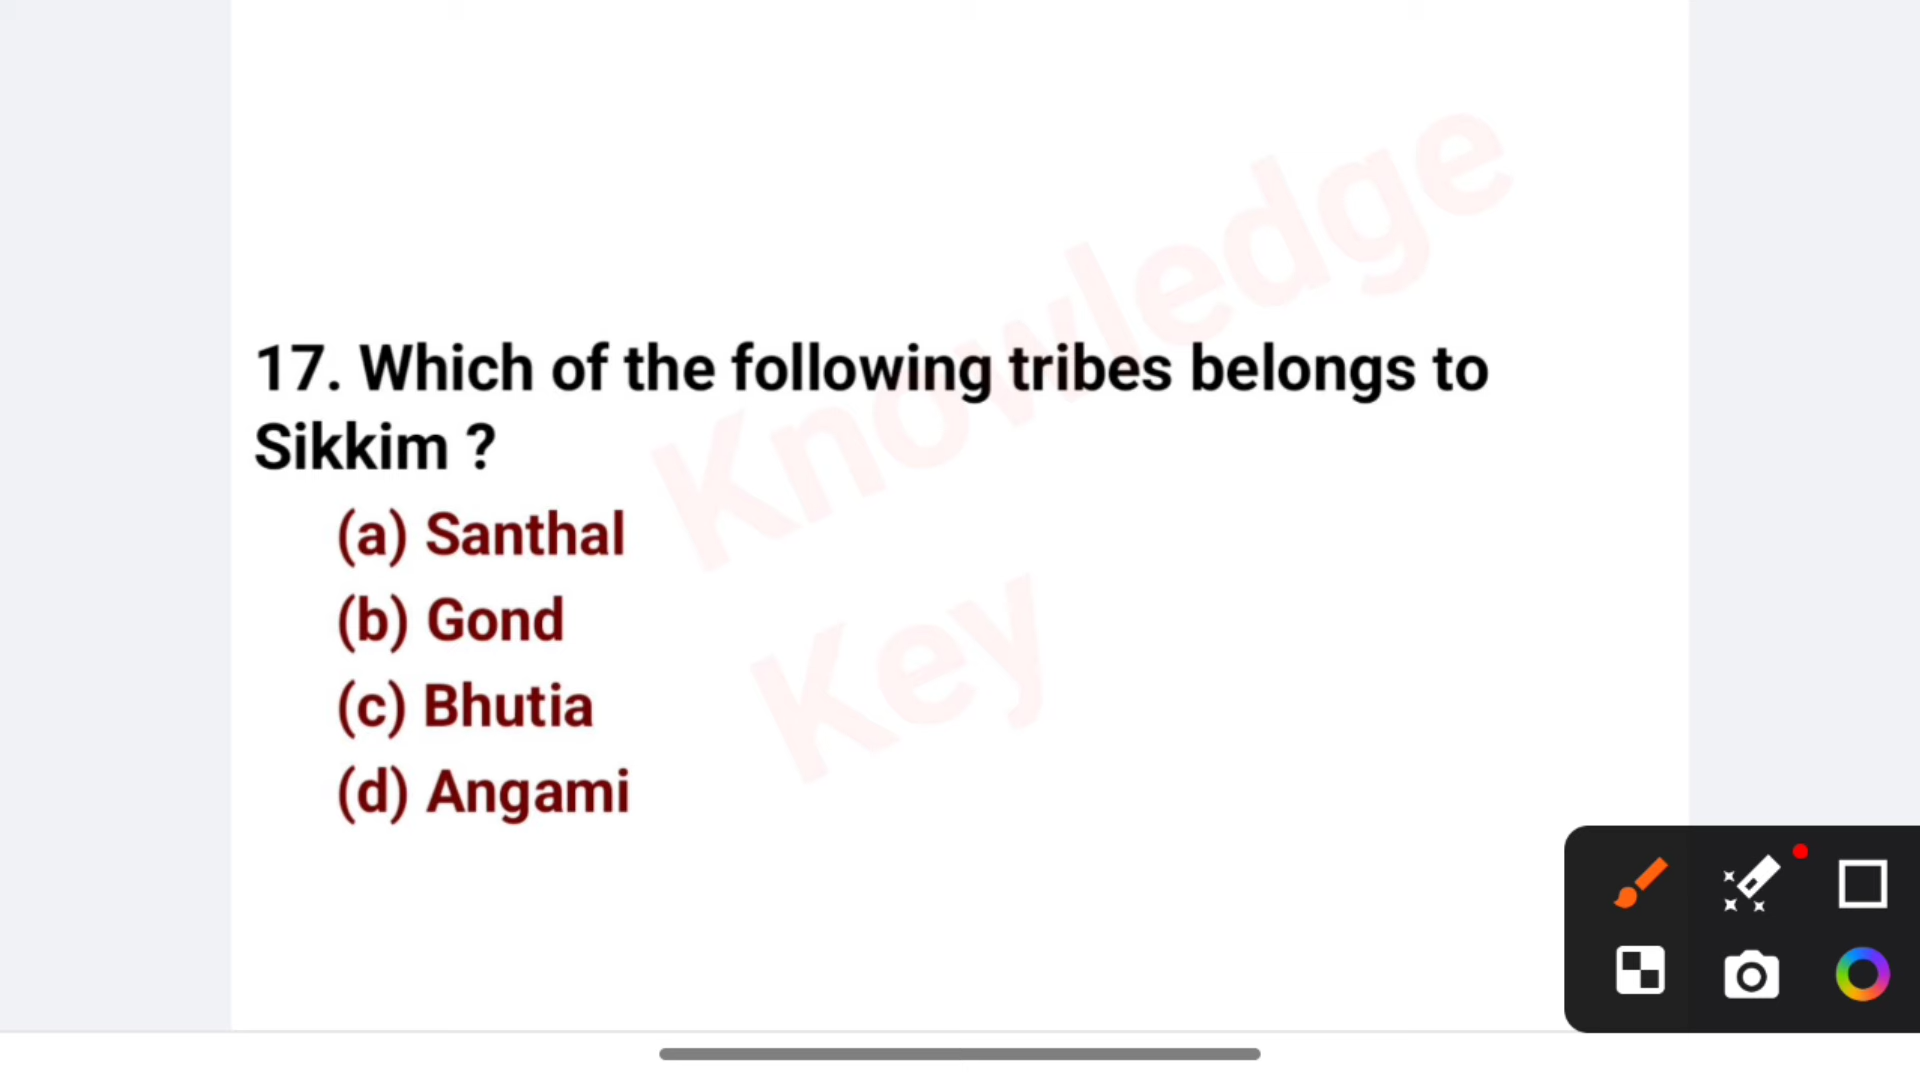 Knowledge
Key
17. Which of the following tribes belongs to
Sikkim ?
(a) Santhal
(b) Gond
(c) Bhutia
(d) Angami